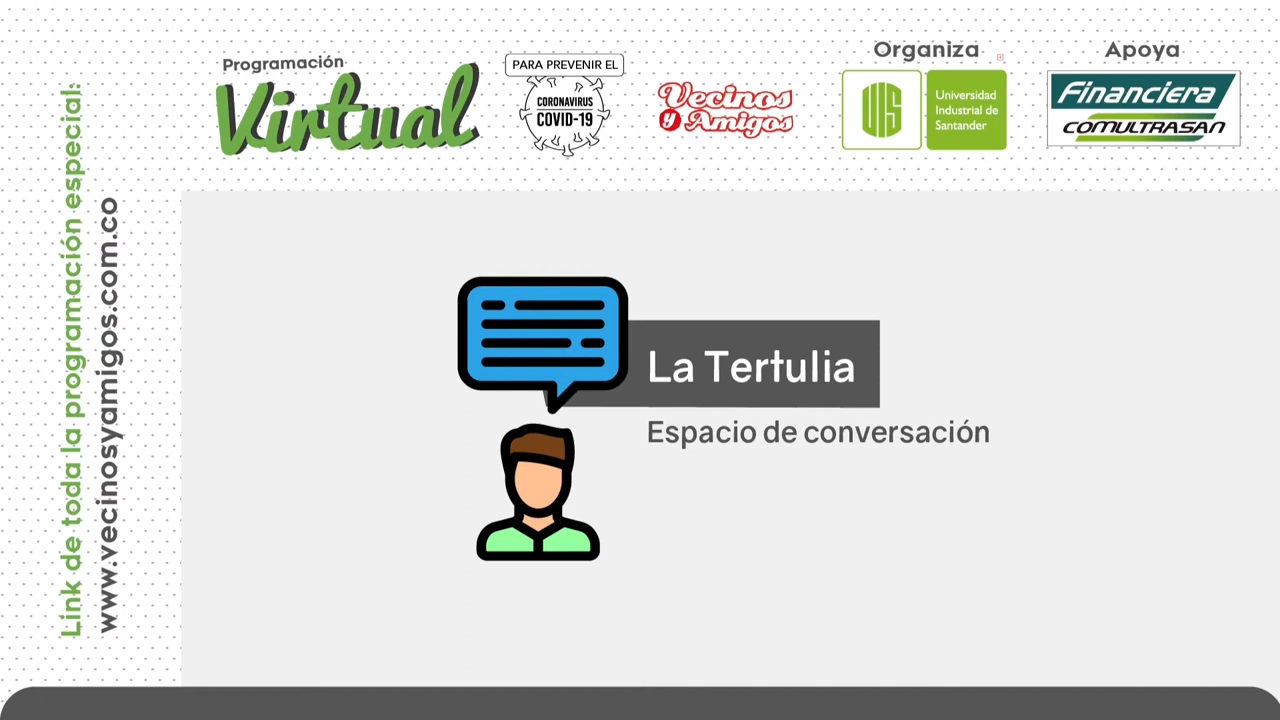 Programación
Virtual
PARA PREVENIR EL
CORONAVIRUS
COVID-19
Vecinos
y Amigos
Organiza
UIS
Universidad
Industrial de
Santander
Apoya
Financiera
COMULTRASAN
Link de toda la programación especial:
www.vecinosyamigos.com.co
La Tertulia
Espacio de conversación